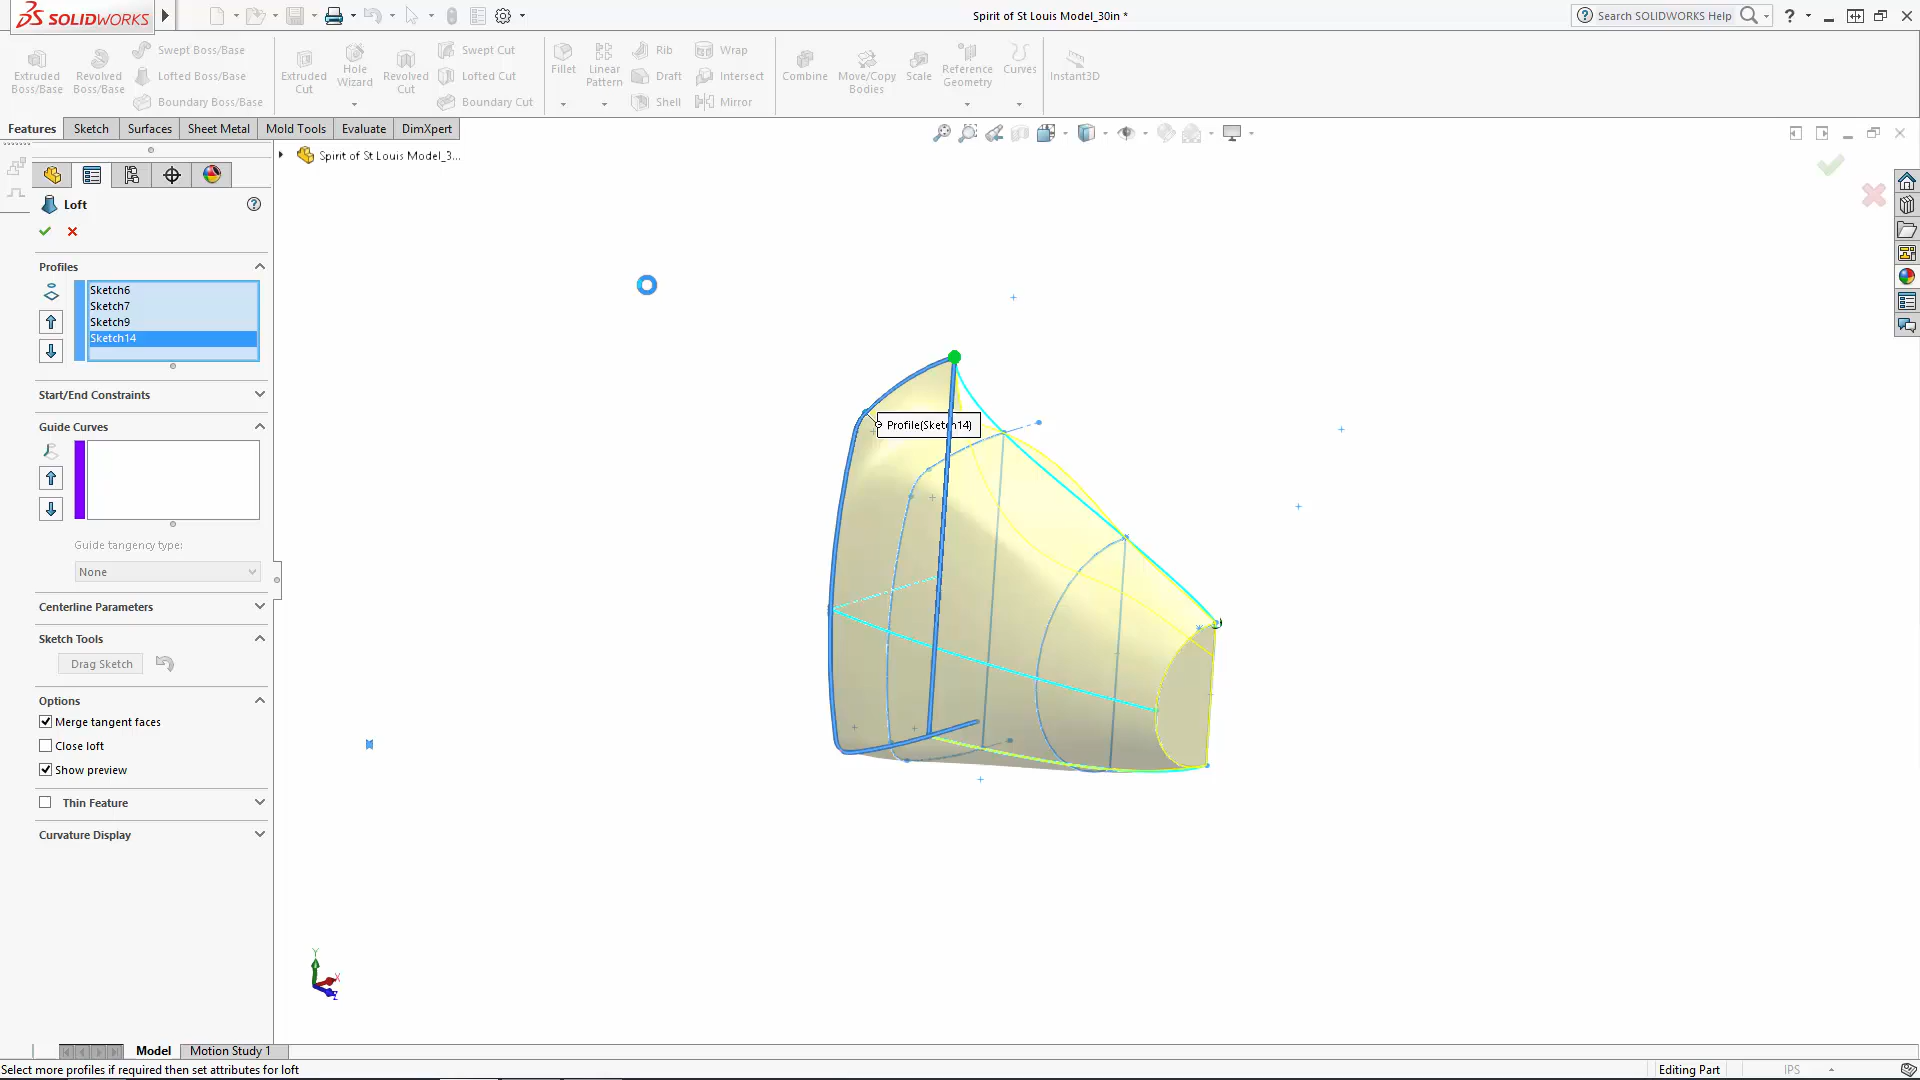 SOLIDWORKS
Spirit of St Louis Model_30in *
Search SOLIDWORKS Help
?
Extruded Boss/Base
Revolved Boss/Base
Swept Boss/Base
Lofted Boss/Base
Boundary Boss/Base
Extruded Cut
Hole Wizard
Revolved Cut
Swept Cut
Lofted Cut
Boundary Cut
Fillet
Linear Pattern
Rib
Draft
Shell
Wrap
Intersect
Mirror
Combine
Move/Copy Bodies
Scale
Reference Geometry
Curves
Instant3D
Features
Sketch
Surfaces
Sheet Metal
Mold Tools
Evaluate
DimXpert
Spirit of St Louis Model_3...
Loft
Profiles
Sketch6
Sketch7
Sketch9
Sketch14
Start/End Constraints
Guide Curves
Guide tangency type:
None
Centerline Parameters
Sketch Tools
Drag Sketch
Options
Merge tangent faces
Close loft
Show preview
Thin Feature
Curvature Display
Profile(Sketch14)
Y
X
Z
Model
Motion Study 1
Select more profiles if required then set attributes for loft
Editing Part
IPS